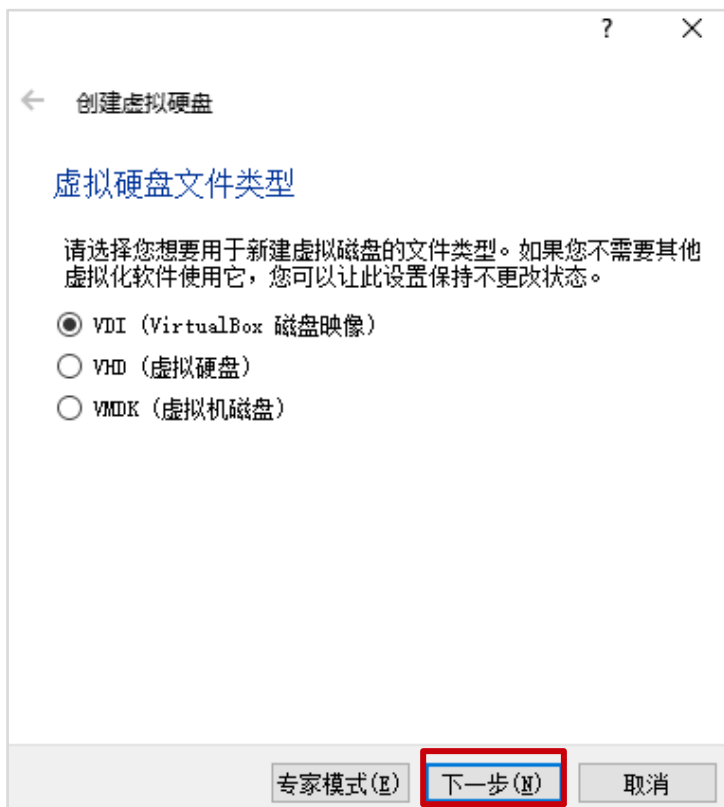 ?
创建虚拟硬盘
虚拟硬盘文件类型
请选择您想要用于新建虚拟磁盘的文件类型。如果您不需要其他
虚拟化软件使用它，您可以让此设置保持不更改状态。
VDI (VirtualBox 磁盘映像)
VHD (虚拟硬盘)
VMDK (虚拟机磁盘)
专家模式(E) 下一步(N) 取消